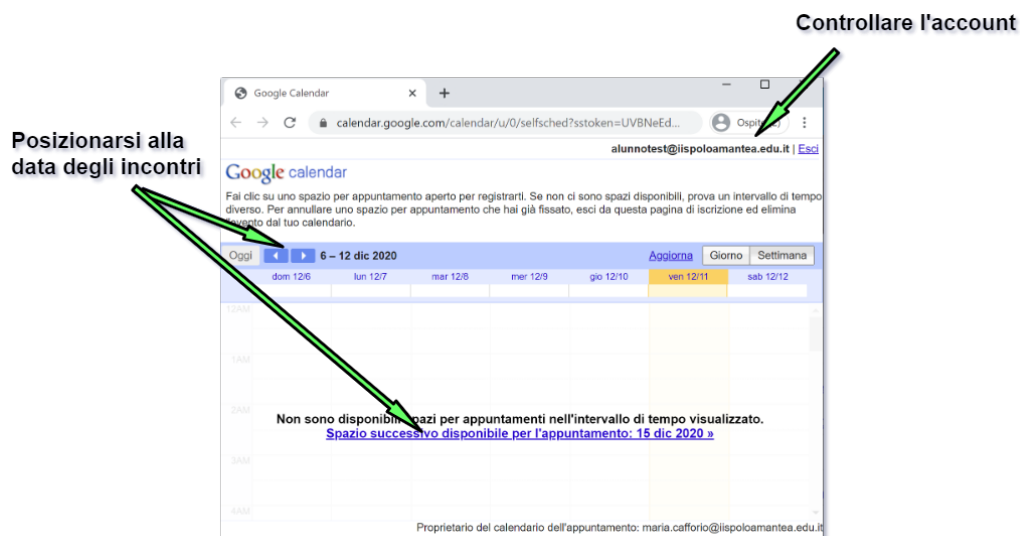 Controllare l'account
Google Calendar
calendar.google.com/calendar/u/0/selfsched?sstoken=UVBNeEd...
Posizionarsi alla
data degli incontri
alunnotest@iispoloamantea.edu.it | Esci
Google calendar
Fai clic su uno spazio per appuntamento aperto per registrarti. Se non ci sono spazi disponibili, prova un intervallo di tempo
diverso. Per annullare uno spazio per appuntamento che hai già fissato, esci da questa pagina di iscrizione ed elimina
l'evento dal tuo calendario.
Oggi 6 – 12 dic 2020 Aggiorna Giorno Settimana
dom 12/6 lun 12/7 mar 12/8 mer 12/9 gio 12/10 ven 12/11 sab 12/12
12AM
1AM
2AM
Non sono disponibili spazi per appuntamenti nell'intervallo di tempo visualizzato.
Spazio successivo disponibile per l'appuntamento: 15 dic 2020 »
3AM
4AM
Proprietario del calendario dell'appuntamento: maria.cafforio@iispoloamantea.edu.it